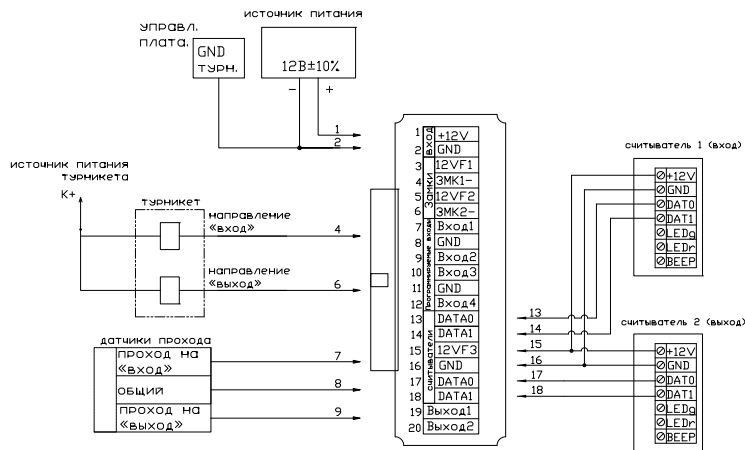 источник питания
УПРАВЛ.
ПЛАТА.
GND
ТУРН.
12В±10%
− +
1
2
источник питания
турникета
К+
турникет
направление
«вход»
4
направление
«выход»
6
датчики прохода
проход на
«вход»
7
общий
8
проход на
«выход»
9
вход
Замки
Программируемые входы
считыватели
1 +12V
2 GND
3 12VF1
4 ЗМК1-
5 12VF2
6 ЗМК2-
7 Вход1
8 GND
9 Вход2
10 Вход3
11 GND
12 Вход4
13 DATA0
14 DATA1
15 12VF3
16 GND
17 DATA0
18 DATA1
19 Выход1
20 Выход2
13
14
15
16
17
18
считыватель 1 (вход)
+12V
GND
DAT0
DAT1
LEDg
LEDr
BEEP
считыватель 2 (выход)
+12V
GND
DAT0
DAT1
LEDg
LEDr
BEEP